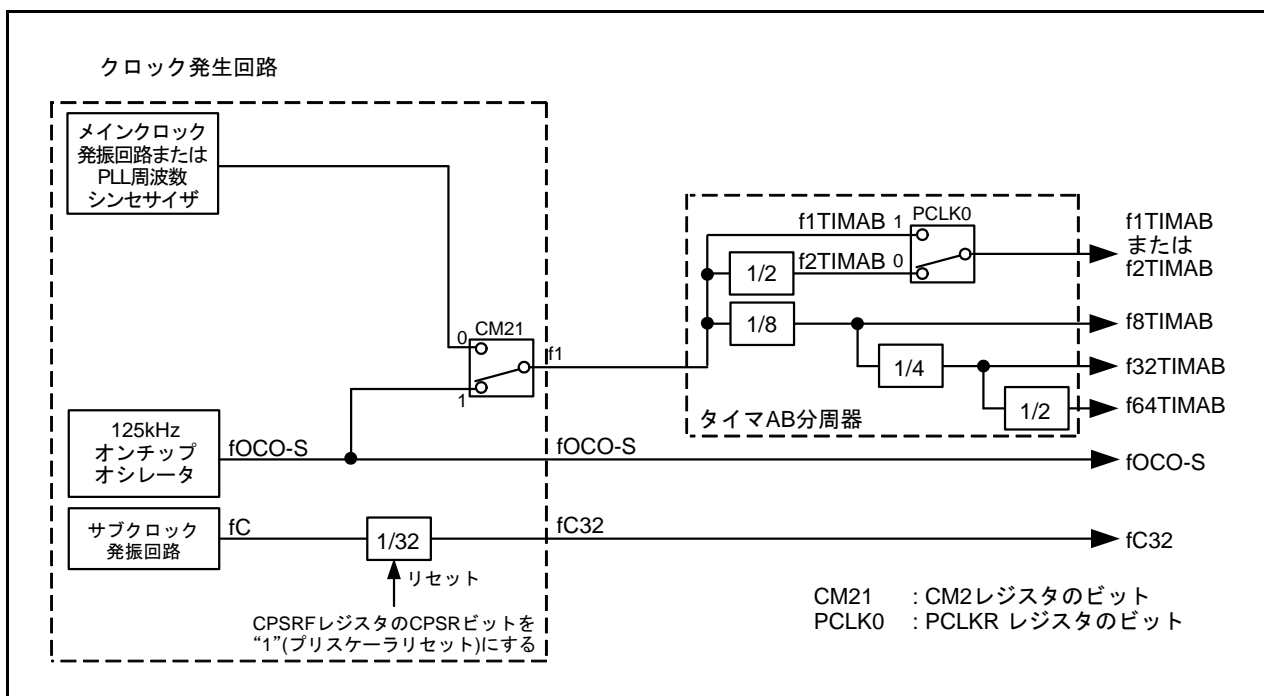 クロック発生回路
メインクロック
発振回路または
PLL周波数
シンセサイザ
0
CM21
1
f1
f1TIMAB 1
PCLK0
f2TIMAB 0
1/2
1/8
1/4
1/2
タイマAB分周器
f1TIMAB
または
f2TIMAB
f8TIMAB
f32TIMAB
f64TIMAB
125kHz
オンチップ
オシレータ
fOCO-S
fOCO-S
fOCO-S
サブクロック
発振回路
fC
1/32
fC32
fC32
リセット
CPSRFレジスタのCPSRビットを
“1”(プリスケーラリセット)にする
CM21 : CM2レジスタのビット
PCLK0 : PCLKR レジスタのビット